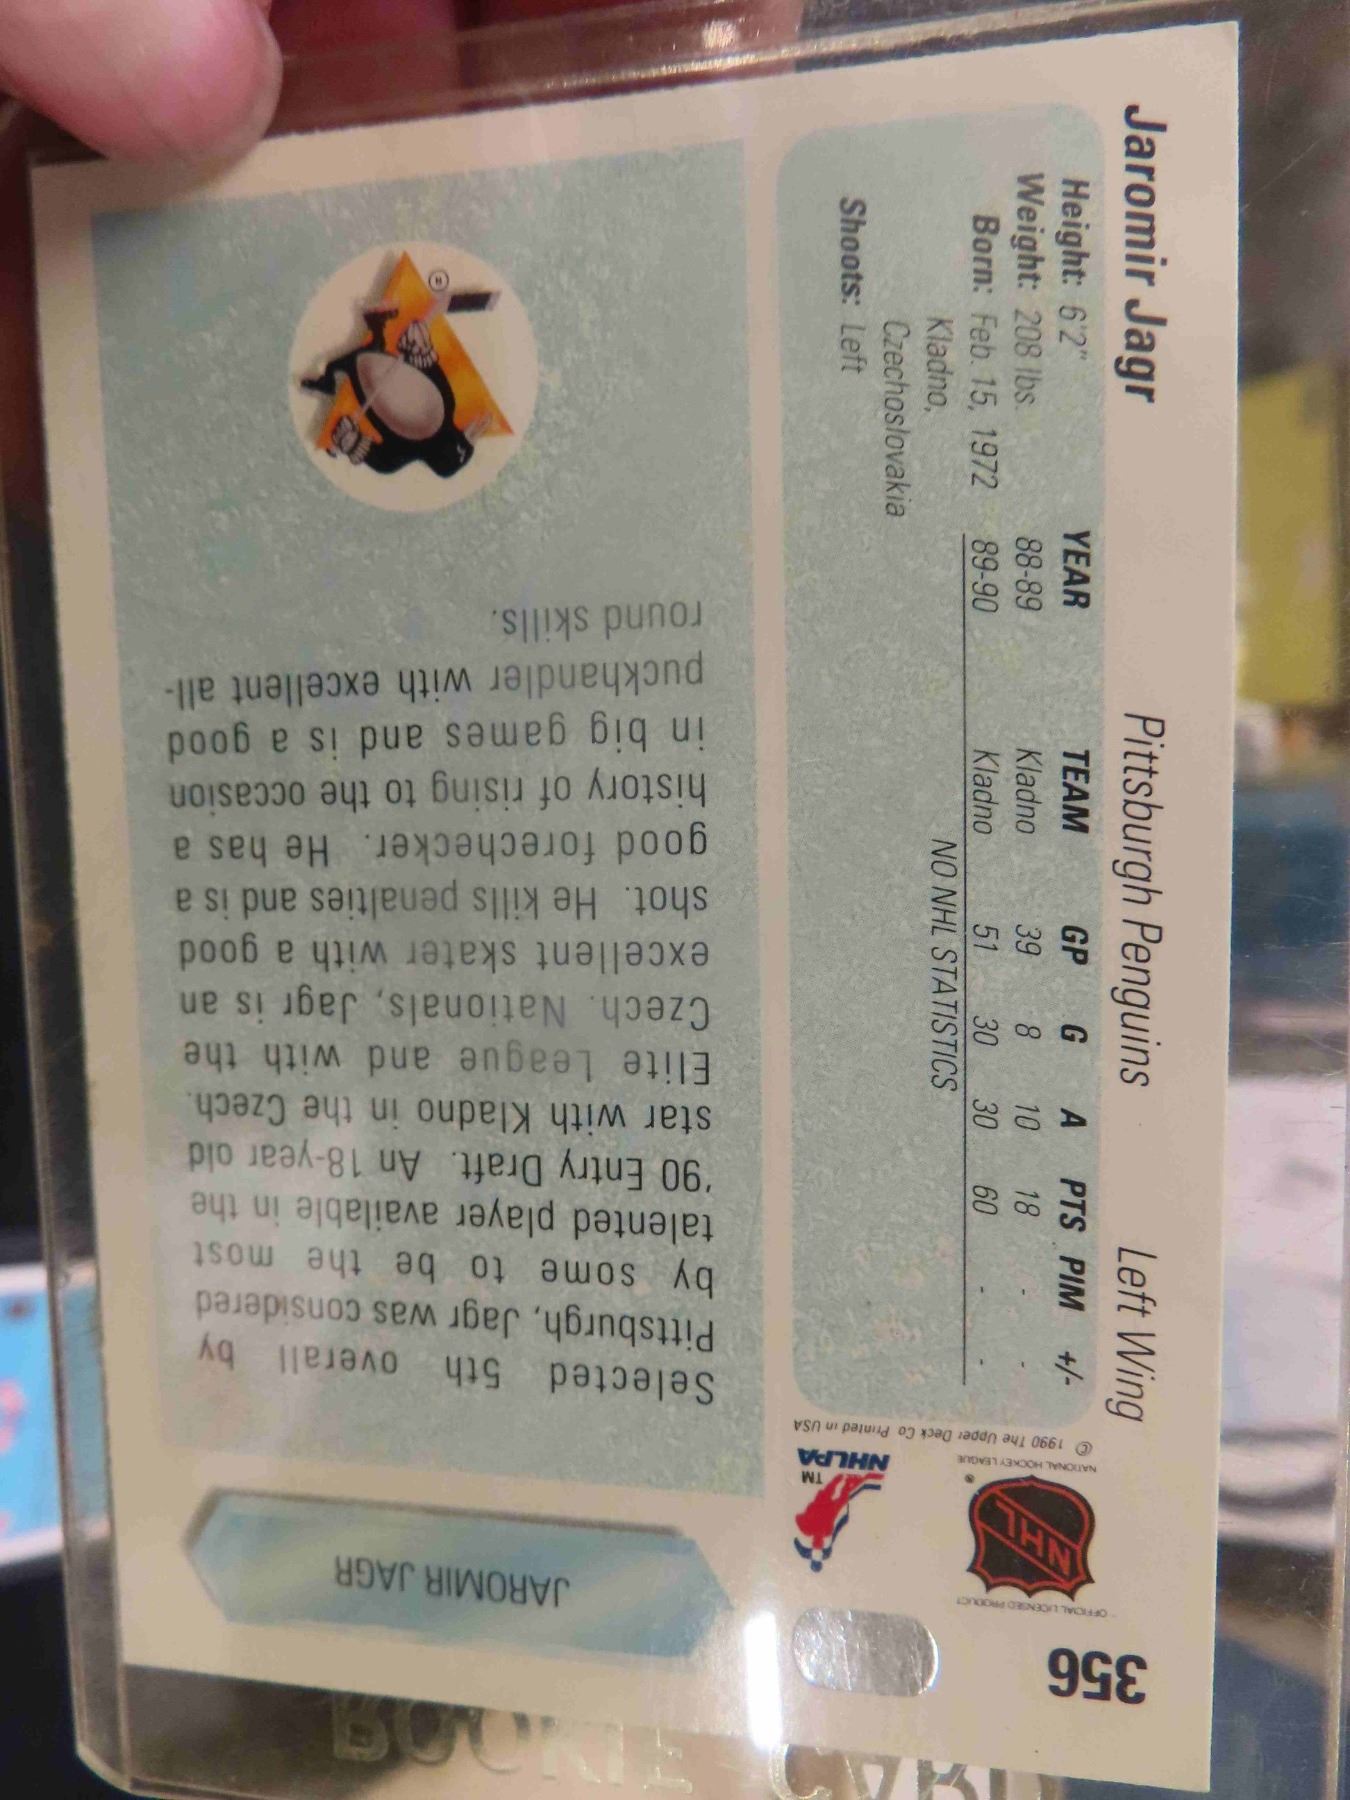 356
OFFICIAL LICENSED PRODUCT
NHL
NATIONAL HOCKEY LEAGUE
®
TM
NHLPA
© 1990 The Upper Deck Co Printed in USA
JAROMIR JAGR
Selected 5th overall by
Pittsburgh, Jagr was considered
by some to be the most
talented player available in the
'90 Entry Draft. An 18-year old
star with Kladno in the Czech.
Elite League and with the
Czech. Nationals, Jagr is an
excellent skater with a good
shot. He kills penalties and is a
good forechecker. He has a
history of rising to the occasion
in big games and is a good
puckhandler with excellent all-
round skills.
®
Jaromir Jagr Pittsburgh Penguins Left Wing
Height: 6'2" YEAR TEAM GP G A PTS PIM +/-
Weight: 208 lbs. 88-89 Kladno 39 8 10 18 - -
Born: Feb. 15, 1972 89-90 Kladno 51 30 30 60 - -
Kladno, NO NHL STATISTICS
Czechoslovakia
Shoots: Left
ROOKIE CARD